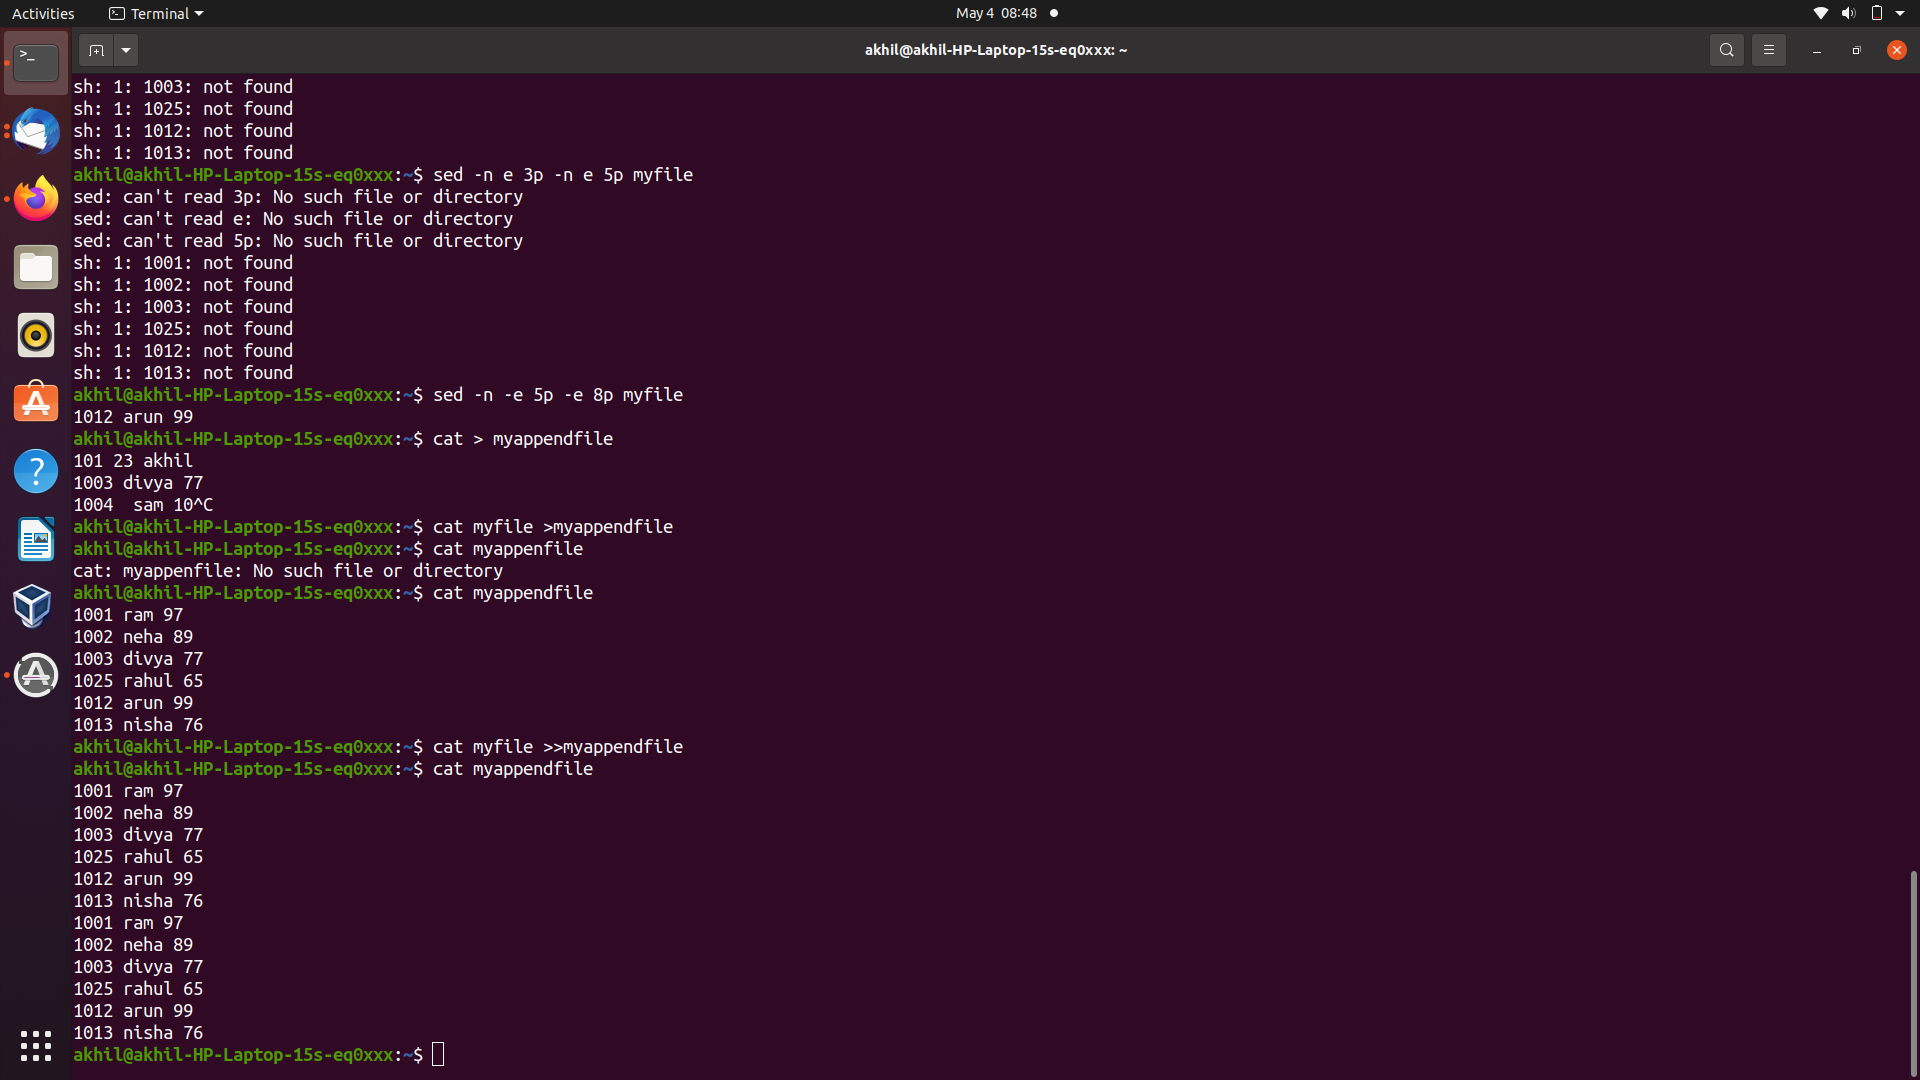 Activities
Terminal
May 4 08:48
akhil@akhil-HP-Laptop-15s-eq0xxx: ~
sh: 1: 1003: not found
sh: 1: 1025: not found
sh: 1: 1012: not found
sh: 1: 1013: not found
akhil@akhil-HP-Laptop-15s-eq0xxx:~$ sed -n e 3p -n e 5p myfile
sed: can't read 3p: No such file or directory
sed: can't read e: No such file or directory
sed: can't read 5p: No such file or directory
sh: 1: 1001: not found
sh: 1: 1002: not found
sh: 1: 1003: not found
sh: 1: 1025: not found
sh: 1: 1012: not found
sh: 1: 1013: not found
akhil@akhil-HP-Laptop-15s-eq0xxx:~$ sed -n -e 5p -e 8p myfile
1012 arun 99
akhil@akhil-HP-Laptop-15s-eq0xxx:~$ cat > myappendfile
101 23 akhil
1003 divya 77
1004  sam 10^C
akhil@akhil-HP-Laptop-15s-eq0xxx:~$ cat myfile >myappendfile
akhil@akhil-HP-Laptop-15s-eq0xxx:~$ cat myappenfile
cat: myappenfile: No such file or directory
akhil@akhil-HP-Laptop-15s-eq0xxx:~$ cat myappendfile
1001 ram 97
1002 neha 89
1003 divya 77
1025 rahul 65
1012 arun 99
1013 nisha 76
akhil@akhil-HP-Laptop-15s-eq0xxx:~$ cat myfile >>myappendfile
akhil@akhil-HP-Laptop-15s-eq0xxx:~$ cat myappendfile
1001 ram 97
1002 neha 89
1003 divya 77
1025 rahul 65
1012 arun 99
1013 nisha 76
1001 ram 97
1002 neha 89
1003 divya 77
1025 rahul 65
1012 arun 99
1013 nisha 76
akhil@akhil-HP-Laptop-15s-eq0xxx:~$